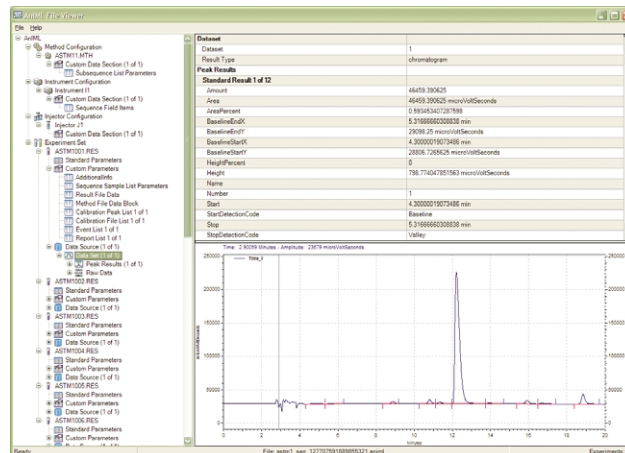 AnIML File Viewer
File Help
AnIML
Method Configuration
ASTM11.MTH
Custom Data Section (1 of 1)
Subsequence List Parameters
Instrument Configuration
Instrument I1
Custom Data Section (1 of 1)
Sequence Field Items
Injector Configuration
Injector J1
Custom Data Section (1 of 1)
Experiment Set
ASTM1001.RES
Standard Parameters
Custom Parameters
AdditionalInfo
Sequence Sample List Parameters
Result File Data
Method File Data Block
Calibration Peak List 1 of 1
Calibration File List 1 of 1
Event List 1 of 1
Report List 1 of 1
Data Source (1 of 1)
Data Set (1 of 1)
Peak Results (1 of 1)
Raw Data
ASTM1002.RES
Standard Parameters
Custom Parameters
Data Source (1 of 1)
ASTM1003.RES
Standard Parameters
Custom Parameters
Data Source (1 of 1)
ASTM1004.RES
Standard Parameters
Custom Parameters
Data Source (1 of 1)
ASTM1005.RES
Standard Parameters
Custom Parameters
Data Source (1 of 1)
ASTM1006.RES
Standard Parameters
Custom Parameters
Ready
Dataset
Dataset 1
Result Type chromatogram
Peak Results
Standard Result 1 of 12
Amount 46459.390625
Area 46459.390625 microVoltSeconds
AreaPercent
BaselineEndX 5.31666660308838 min
BaselineEndY 29098.25 microVoltSeconds
BaselineStartX 4.30000019073486 min
BaselineStartY 28806.7265625 microVoltSeconds
HeightPercent 0
Height 798.774047851563 microVoltSeconds
Name
Number 1
Start 4.30000019073486 min
StartDetectionCode Baseline
Stop 5.31666660308838 min
StopDetectionCode Valley
Time: 2.90059 Minutes - Amplitude: 23679 microVoltSeconds
250000 250000
200000 200000
150000 150000
100000 100000
50000 50000
0 0
0 2 4 6 8 10 12 14 16 18 20
Minutes
Experiments: